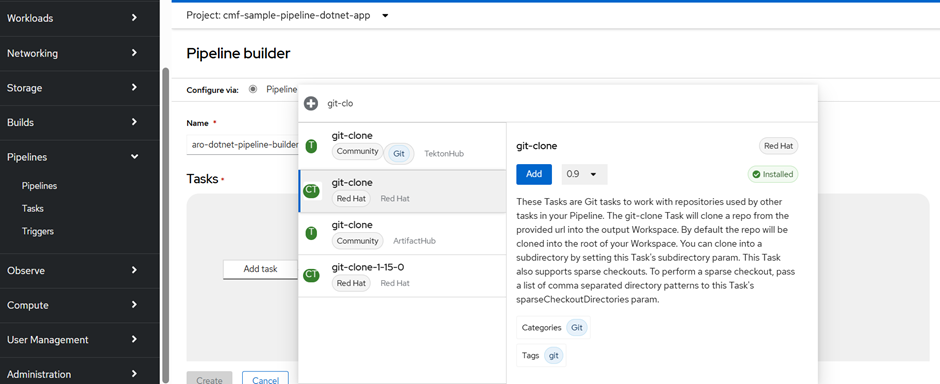 Workloads
Networking
Storage
Builds
Pipelines
Pipelines
Tasks
Triggers
Observe
Compute
User Management
Administration
Project: cmf-sample-pipeline-dotnet-app
Pipeline builder
Configure via:
Pipeline
Name *
aro-dotnet-pipeline-builder
Tasks *
Add task
Create
Cancel
git-clo
T
git-clone
Community
Git
TektonHub
CT
git-clone
Red Hat
Red Hat
T
git-clone
Community
ArtifactHub
CT
git-clone-1-15-0
Red Hat
Red Hat
git-clone
Red Hat
Add
0.9
Installed
These Tasks are Git tasks to work with repositories used by other
tasks in your Pipeline. The git-clone Task will clone a repo from the
provided url into the output Workspace. By default the repo will be
cloned into the root of your Workspace. You can clone into a
subdirectory by setting this Task's subdirectory param. This Task
also supports sparse checkouts. To perform a sparse checkout, pass
a list of comma separated directory patterns to this Task's
sparseCheckoutDirectories param.
Categories
Git
Tags
git